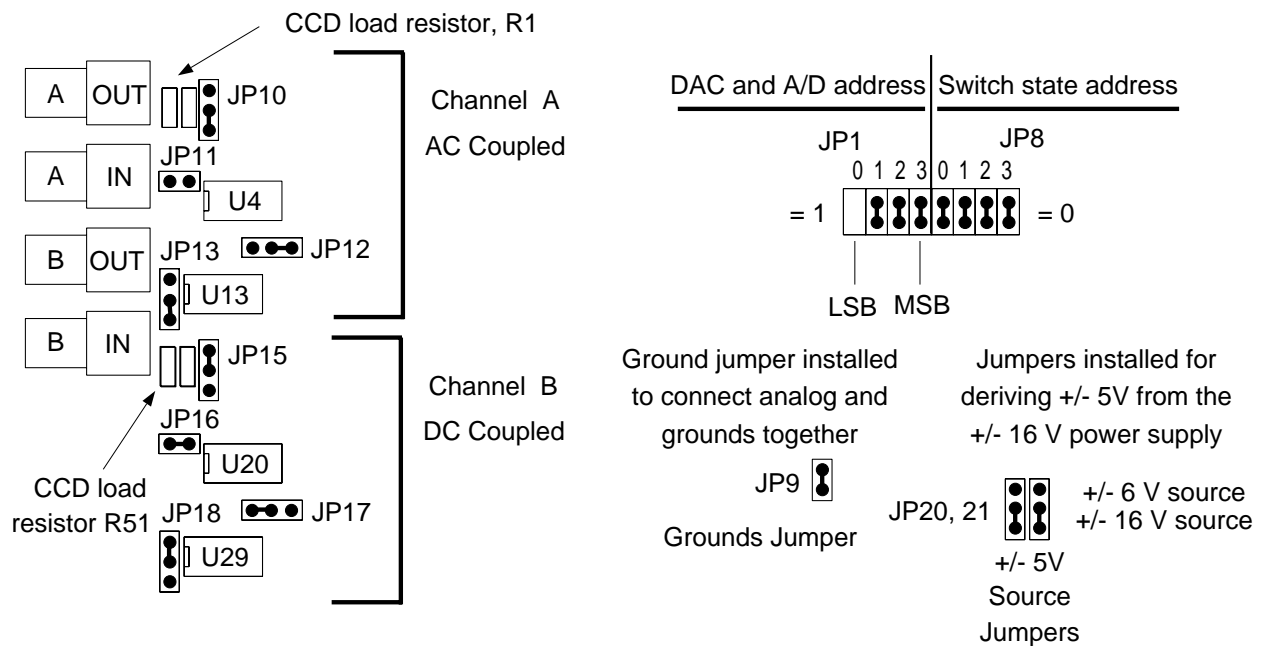 CCD load resistor, R1
A OUT
JP10
A IN
JP11
U4
Channel A
AC Coupled
B OUT
JP13
JP12
U13
B IN
JP15
JP16
U20
Channel B
DC Coupled
CCD load
resistor R51
JP18
JP17
U29
DAC and A/D address
Switch state address
JP1
JP8
0 1 2 3 0 1 2 3
= 1
= 0
LSB
MSB
Ground jumper installed
to connect analog and
grounds together
JP9
Grounds Jumper
Jumpers installed for
deriving +/- 5V from the
+/- 16 V power supply
JP20, 21
+/- 6 V source
+/- 16 V source
+/- 5V
Source
Jumpers